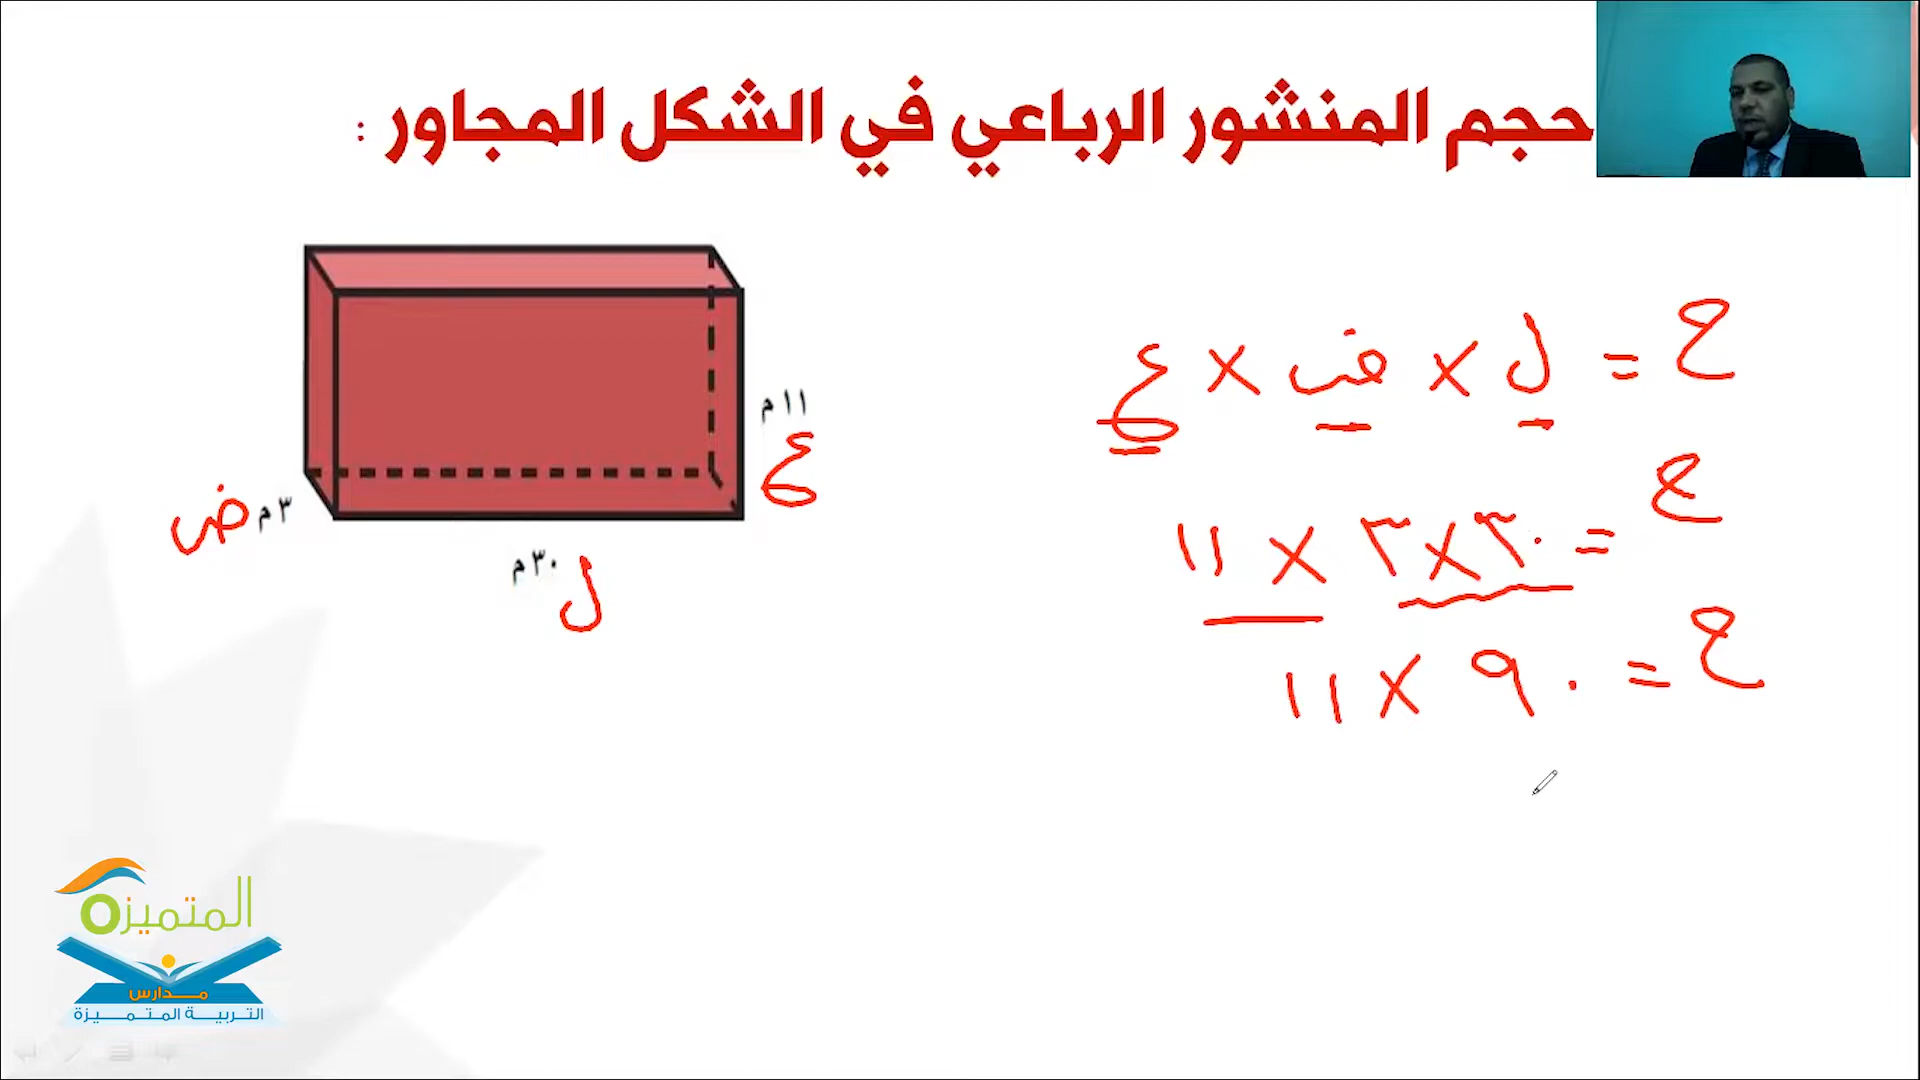 حجم المنشور الرباعي في الشكل المجاور :
ح = ل × ض × ع
١١ م
ع
ح = ٣٠ × ٣ × ١١
٣ م ض
٣٠ م ل
ح = ٩٠ × ١١
المتميزة
مدارس
التربية المتميزة